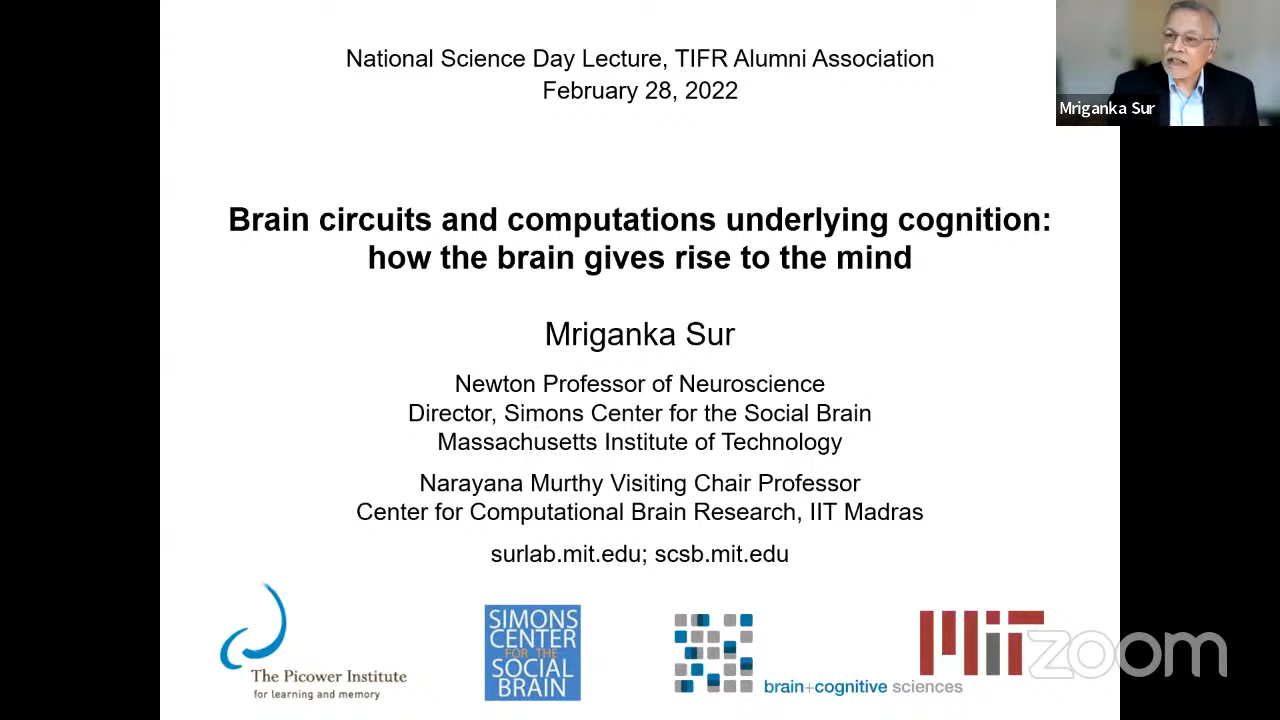 National Science Day Lecture, TIFR Alumni Association
February 28, 2022
Mriganka Sur
Brain circuits and computations underlying cognition:
how the brain gives rise to the mind
Mriganka Sur
Newton Professor of Neuroscience
Director, Simons Center for the Social Brain
Massachusetts Institute of Technology
Narayana Murthy Visiting Chair Professor
Center for Computational Brain Research, IIT Madras
surlab.mit.edu; scsb.mit.edu
The Picower Institute
for learning and memory
SIMONS
CENTER
FOR THE
SOCIAL
BRAIN
brain+cognitive sciences
MIT
zoom